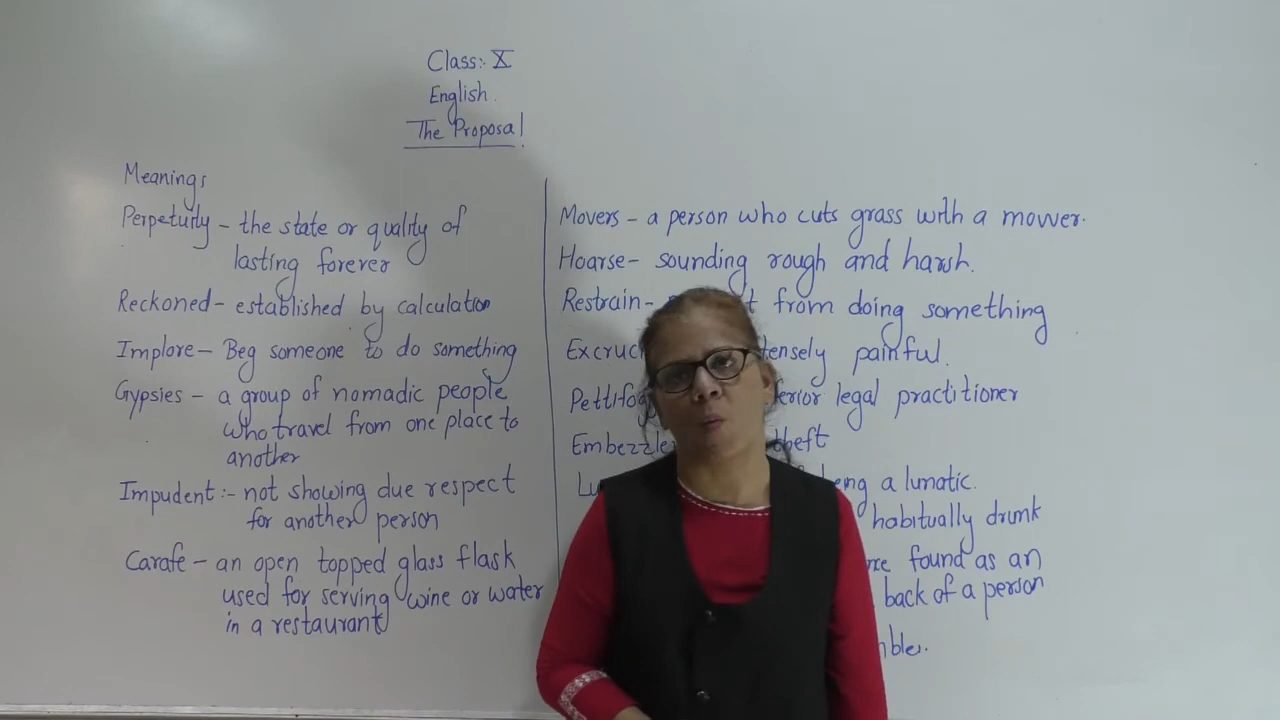 Class:- X
English.
The Proposal
Meanings
Perpetuity - the state or quality of
lasting forever
Reckoned - established by calculation
Implore - Beg someone to do something
Gypsies - a group of nomadic people
who travel from one place to
another
Impudent :- not showing due respect
for another person
Carafe - an open topped glass flask
used for serving wine or water
in a restaurant
Movers - a person who cuts grass with a mower.
Hoarse - sounding rough and harsh.
Restrain - from doing something
painful.
legal practitioner
theft
a lunatic.
habitually drunk
found as an
back of a person